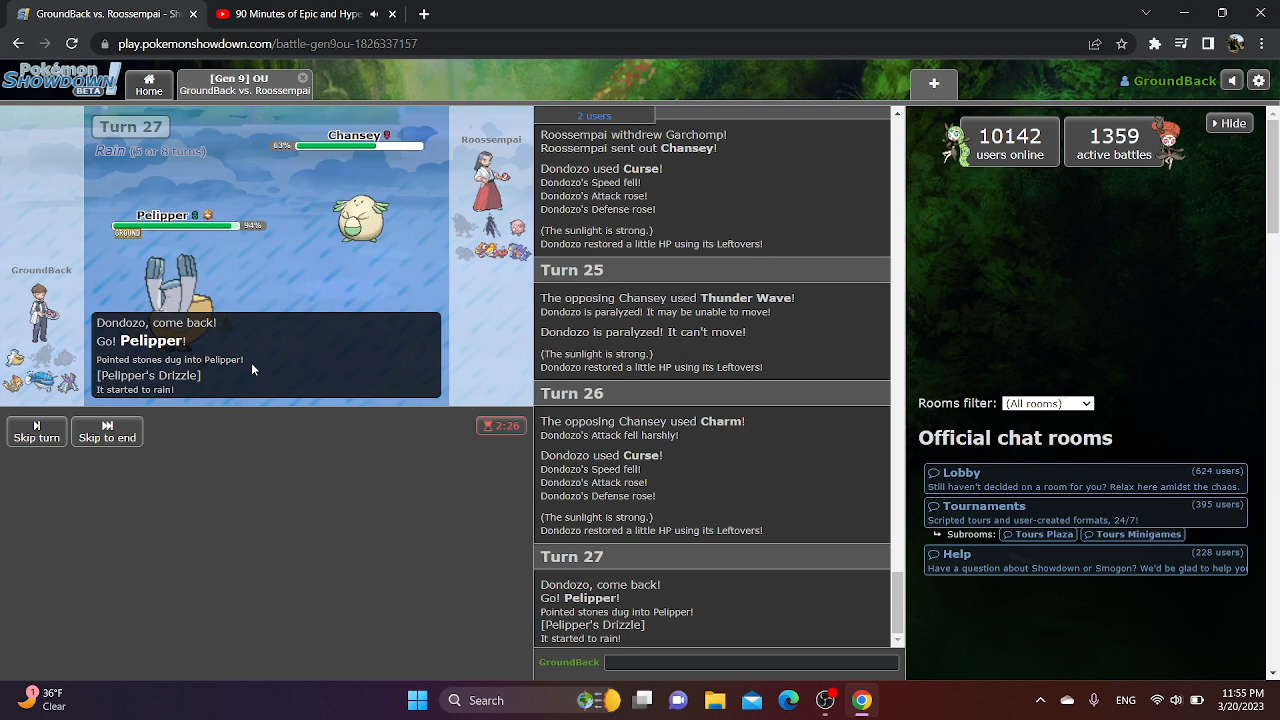 GroundBack vs. Roossempai - Sho
90 Minutes of Epic and Hype
play.pokemonshowdown.com/battle-gen9ou-1826337157
Pokémon
SHOWDOWN!
BETA
Home
[Gen 9] OU
GroundBack vs. Roossempai
GroundBack
Turn 27
Rain (5 or 8 turns)
Chansey
63%
Pelipper
94%
GROUND
Roossempai
GroundBack
Dondozo, come back!
Go! Pelipper!
Pointed stones dug into Pelipper!
[Pelipper's Drizzle]
It started to rain!
Skip turn
Skip to end
2:26
2 users
Roossempai withdrew Garchomp!
Roossempai sent out Chansey!
Dondozo used Curse!
Dondozo's Speed fell!
Dondozo's Attack rose!
Dondozo's Defense rose!
(The sunlight is strong.)
Dondozo restored a little HP using its Leftovers!
Turn 25
The opposing Chansey used Thunder Wave!
Dondozo is paralyzed! It may be unable to move!
Dondozo is paralyzed! It can't move!
(The sunlight is strong.)
Dondozo restored a little HP using its Leftovers!
Turn 26
The opposing Chansey used Charm!
Dondozo's Attack fell harshly!
Dondozo used Curse!
Dondozo's Speed fell!
Dondozo's Attack rose!
Dondozo's Defense rose!
(The sunlight is strong.)
Dondozo restored a little HP using its Leftovers!
Turn 27
Dondozo, come back!
Go! Pelipper!
Pointed stones dug into Pelipper!
[Pelipper's Drizzle]
It started to rain!
GroundBack
10142
users online
1359
active battles
Hide
Rooms filter: (All rooms)
Official chat rooms
Lobby (624 users)
Still haven't decided on a room for you? Relax here amidst the chaos.
Tournaments (395 users)
Scripted tours and user-created formats, 24/7!
Subrooms: Tours Plaza Tours Minigames
Help (228 users)
Have a question about Showdown or Smogon? We'd be glad to help you
1
36°F
Clear
Search
ENG
11:55 PM
3/20/2023